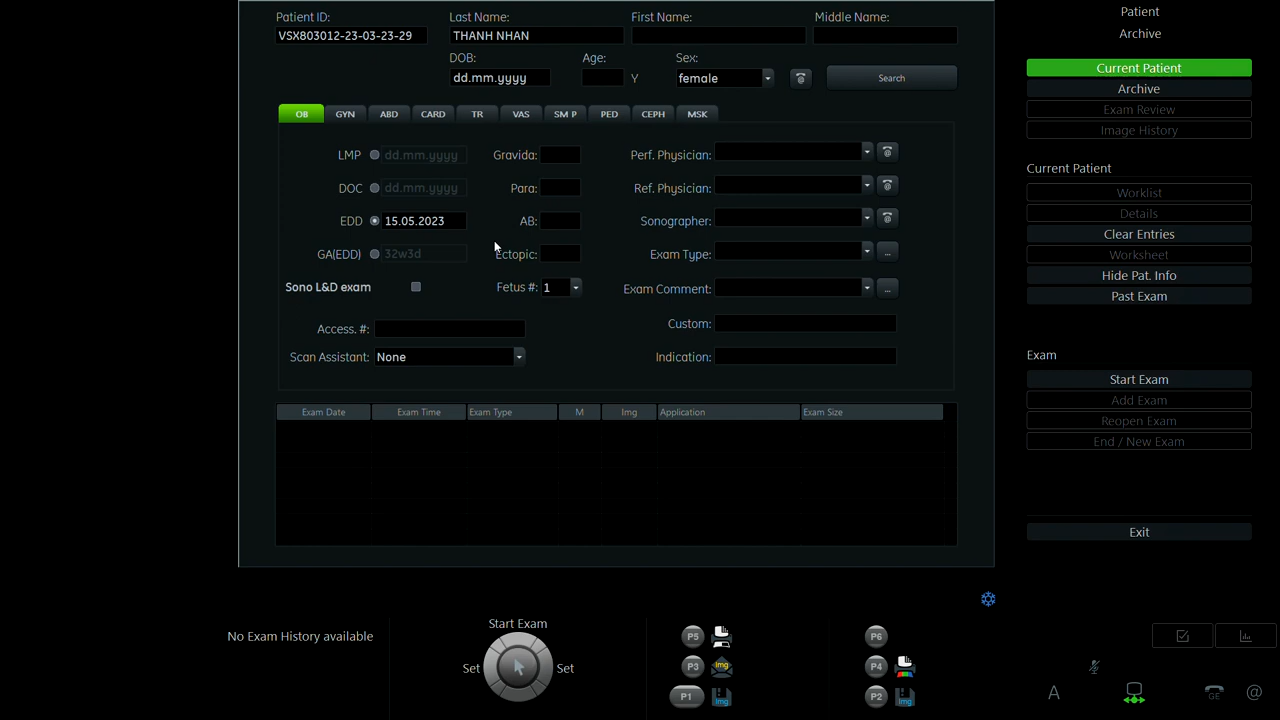 Patient ID: Last Name: First Name: Middle Name:
VSX803012-23-03-23-29 THANH NHAN
DOB: Age: Sex:
dd.mm.yyyy Y female Search
OB GYN ABD CARD TR VAS SM P PED CEPH MSK
LMP dd.mm.yyyy Gravida: Perf. Physician:
DOC dd.mm.yyyy Para: Ref. Physician:
EDD 15.05.2023 AB: Sonographer:
GA(EDD) 32w3d Ectopic: Exam Type: ...
Sono L&D exam Fetus #: 1 Exam Comment: ...
Access. #: Custom:
Scan Assistant: None Indication:
Exam Date Exam Time Exam Type M Img Application Exam Size
Patient
Archive
Current Patient
Archive
Exam Review
Image History
Current Patient
Worklist
Details
Clear Entries
Worksheet
Hide Pat. Info
Past Exam
Exam
Start Exam
Add Exam
Reopen Exam
End / New Exam
Exit
No Exam History available
Start Exam
Set Set
P5 P6
P3 Img P4
P1 Img P2 Img
A GE @